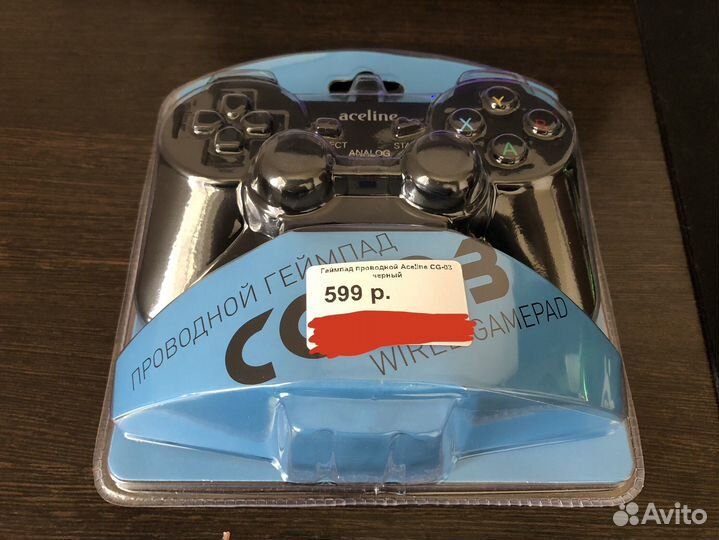 aceline
ANALOG
Y
X
B
A
ПРОВОДНОЙ ГЕЙМПАД
Геймпад проводной Aceline CG-03
черный
599 р.
GAMEPAD
Avito